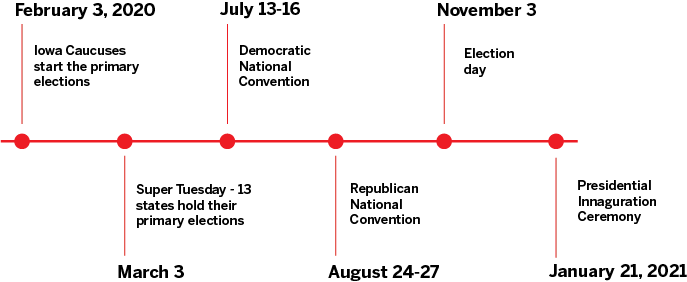 February 3, 2020
Iowa Caucuses
start the primary
elections
March 3
Super Tuesday - 13
states hold their
primary elections
July 13-16
Democratic
National
Convention
August 24-27
Republican
National
Convention
November 3
Election
day
January 21, 2021
Presidential
Innaguration
Ceremony